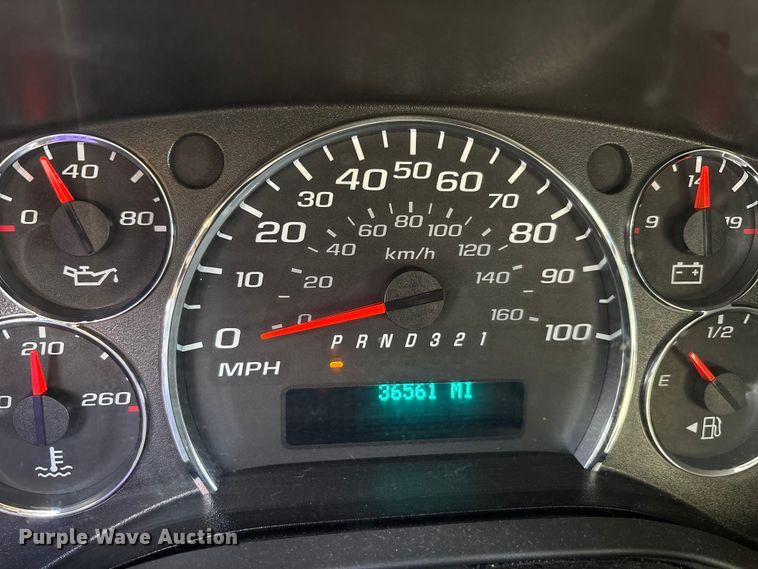 0 40 80
210 260
0 10 20 30 40 50 60 70 80 90 100
0 20 40 60 80 100 120 140 160
km/h
MPH
P R N D 3 2 1
36561 MI
9 14 19
E 1/2
Purple Wave Auction